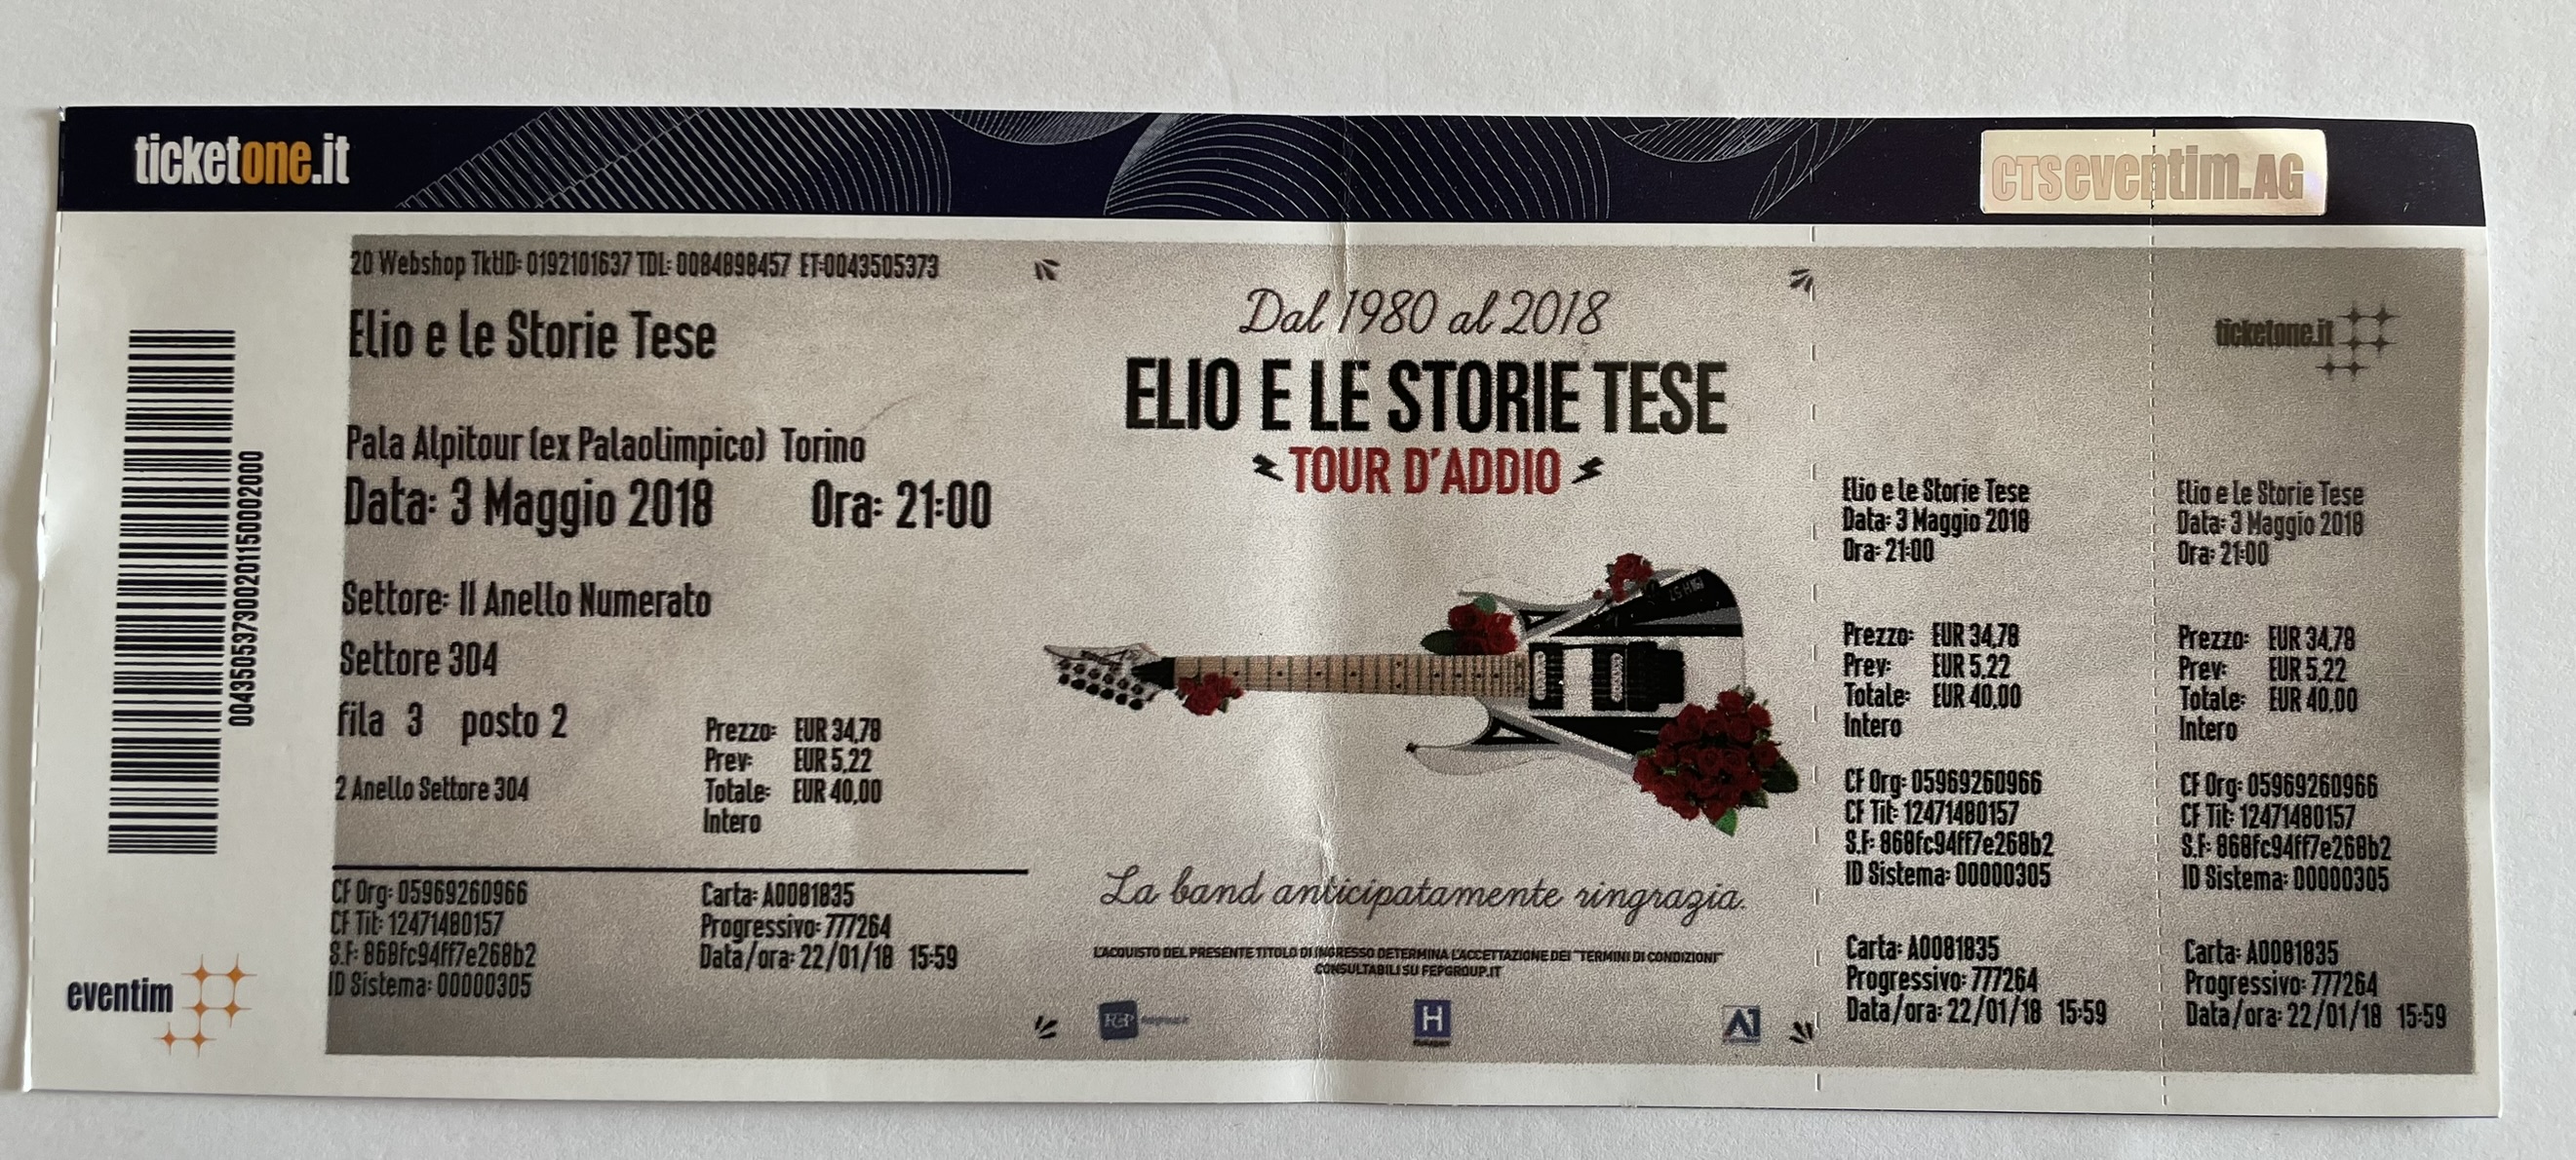 ticketone.it
CTSeventim.AG
20 Webshop TktID: 0192101637 TDL: 0084898457 ET:0043505373
Elio e le Storie Tese
Pala Alpitour (ex Palaolimpico) Torino
Data: 3 Maggio 2018 Ora: 21:00
Settore: II Anello Numerato
Settore 304
fila 3 posto 2
2 Anello Settore 304
Prezzo: EUR 34,78
Prev: EUR 5,22
Totale: EUR 40,00
Intero
CF Org: 05969260966
CF Tit: 12471480157
S.F: 868fc94ff7e268b2
ID Sistema: 00000305
Carta: A0081835
Progressivo: 777264
Data/ora: 22/01/18 15:59
eventim
Dal 1980 al 2018
ELIO E LE STORIE TESE
TOUR D'ADDIO
La band anticipatamente ringrazia.
L'ACQUISTO DEL PRESENTE TITOLO DI INGRESSO DETERMINA L'ACCETTAZIONE DEI "TERMINI DI CONDIZIONI"
CONSULTABILI SU FEPGROUP.IT
F&P
H
Elio e le Storie Tese
Data: 3 Maggio 2018
Ora: 21:00
Prezzo: EUR 34,78
Prev: EUR 5,22
Totale: EUR 40,00
Intero
CF Org: 05969260966
CF Tit: 12471480157
S.F: 868fc94ff7e268b2
ID Sistema: 00000305
Carta: A0081835
Progressivo: 777264
Data/ora: 22/01/18 15:59
ticketone.it
Elio e le Storie Tese
Data: 3 Maggio 2018
Ora: 21:00
Prezzo: EUR 34,78
Prev: EUR 5,22
Totale: EUR 40,00
Intero
CF Org: 05969260966
CF Tit: 12471480157
S.F: 868fc94ff7e268b2
ID Sistema: 00000305
Carta: A0081835
Progressivo: 777264
Data/ora: 22/01/18 15:59